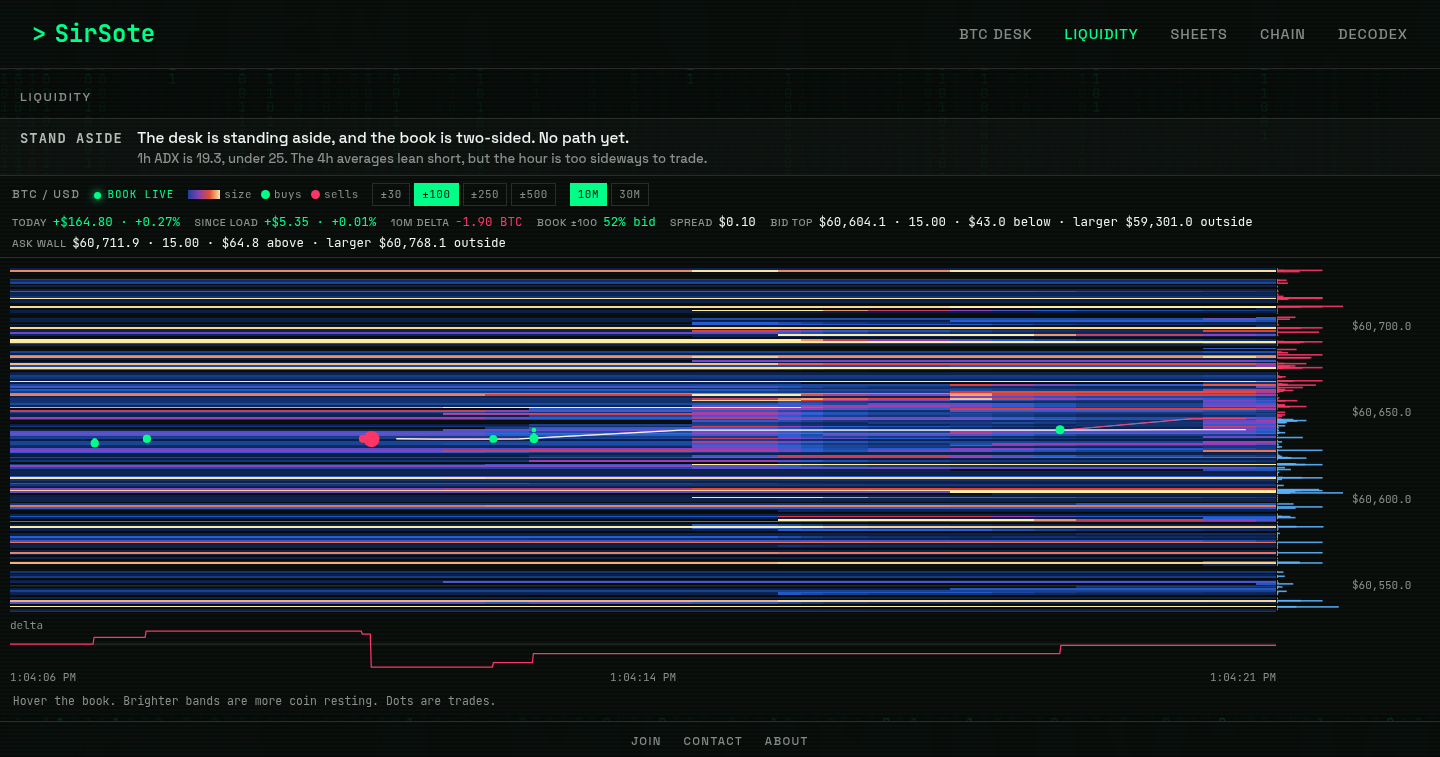 > SirSote
BTC DESK LIQUIDITY SHEETS CHAIN DECODEX
LIQUIDITY
STAND ASIDE The desk is standing aside, and the book is two-sided. No path yet.
1h ADX is 19.3, under 25. The 4h averages lean short, but the hour is too sideways to trade.
BTC / USD BOOK LIVE size buys sells ±30 ±100 ±250 ±500 10M 30M
TODAY +$164.80 · +0.27% SINCE LOAD +$5.35 · +0.01% 10M DELTA -1.90 BTC BOOK ±100 52% bid SPREAD $0.10 BID TOP $60,604.1 · 15.00 · $43.0 below · larger $59,301.0 outside
ASK WALL $60,711.9 · 15.00 · $64.8 above · larger $60,768.1 outside
$60,700.0
$60,650.0
$60,600.0
$60,550.0
delta
1:04:06 PM 1:04:14 PM 1:04:21 PM
Hover the book. Brighter bands are more coin resting. Dots are trades.
JOIN CONTACT ABOUT